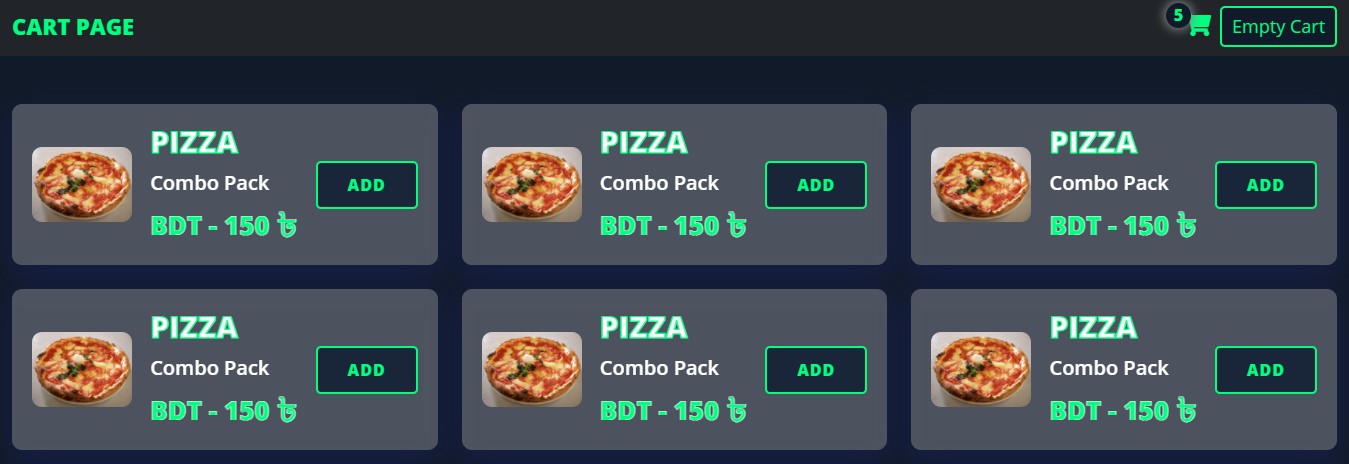 CART PAGE
5
Empty Cart
PIZZA
Combo Pack
BDT - 150 ৳
ADD
PIZZA
Combo Pack
BDT - 150 ৳
ADD
PIZZA
Combo Pack
BDT - 150 ৳
ADD
PIZZA
Combo Pack
BDT - 150 ৳
ADD
PIZZA
Combo Pack
BDT - 150 ৳
ADD
PIZZA
Combo Pack
BDT - 150 ৳
ADD